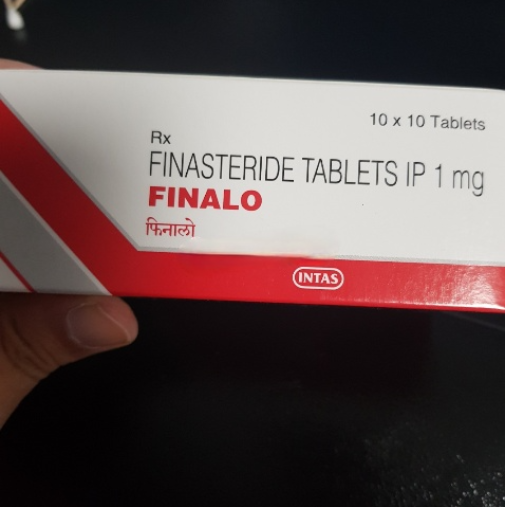 10 x 10 Tablets
Rx
FINASTERIDE TABLETS IP 1 mg
FINALO
फिनालो
INTAS